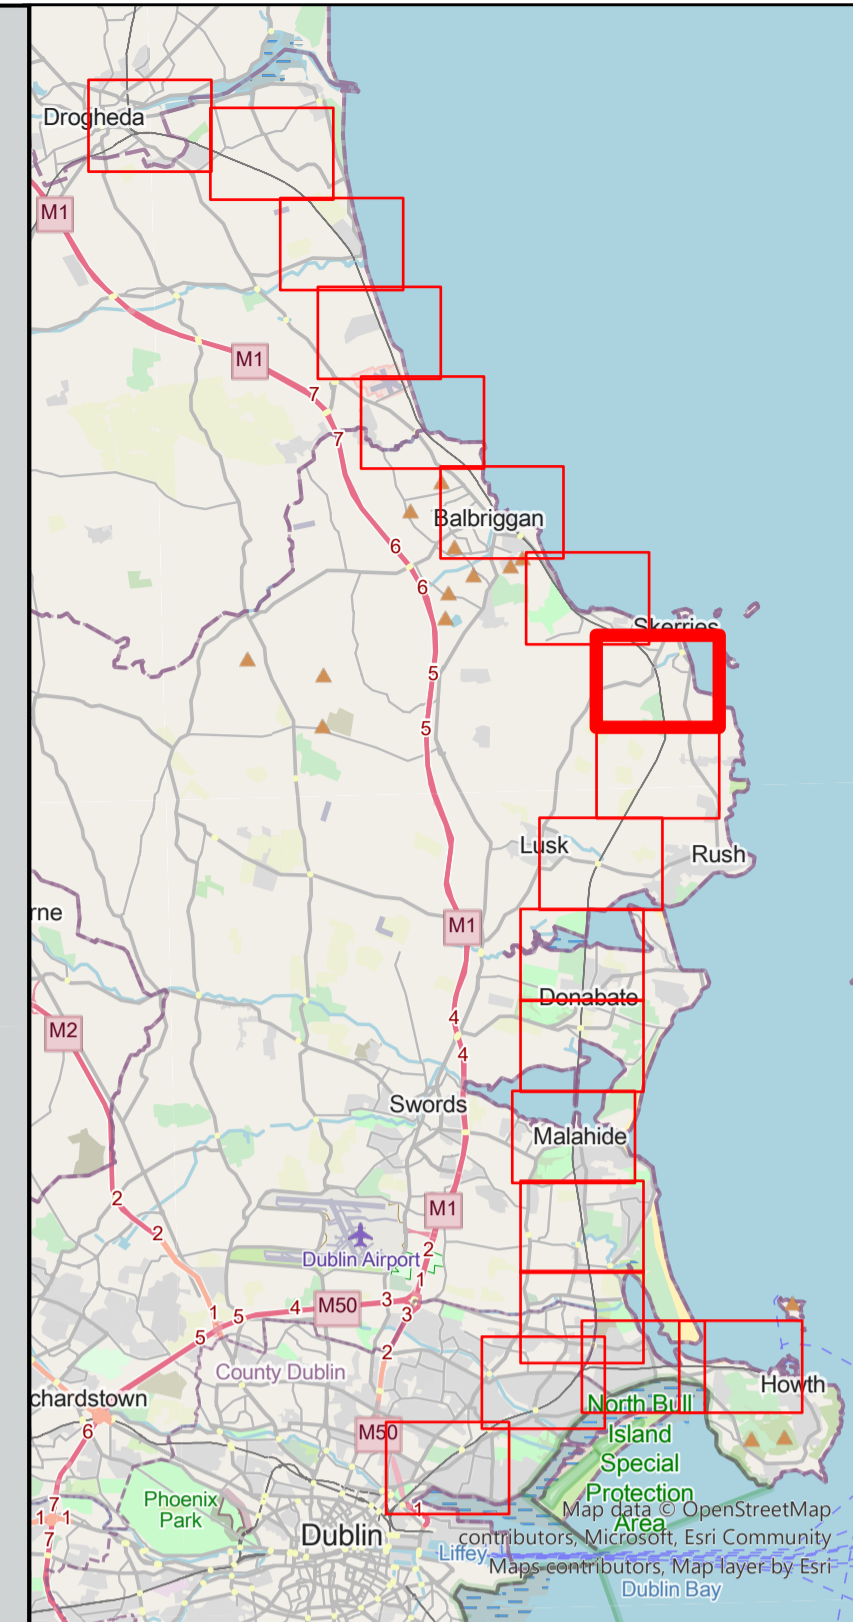 Drogheda
M1
M1
7
7
Balbriggan
6
6
Skerries
5
5
Lusk
Rush
rne
M1
Donabate
M2
4
4
Swords
Malahide
2
M1
2
Dublin Airport
2
1
M50
3
4
5
1
3
5
2
County Dublin
Howth
chardstown
North Bull
Island
Special
Protection
Area
M50
6
Phoenix
Park
7
1
1
7
1
Dublin
Liffey
Map data © OpenStreetMap
contributors, Microsoft, Esri Community
Maps contributors, Map layer by Esri
Dublin Bay